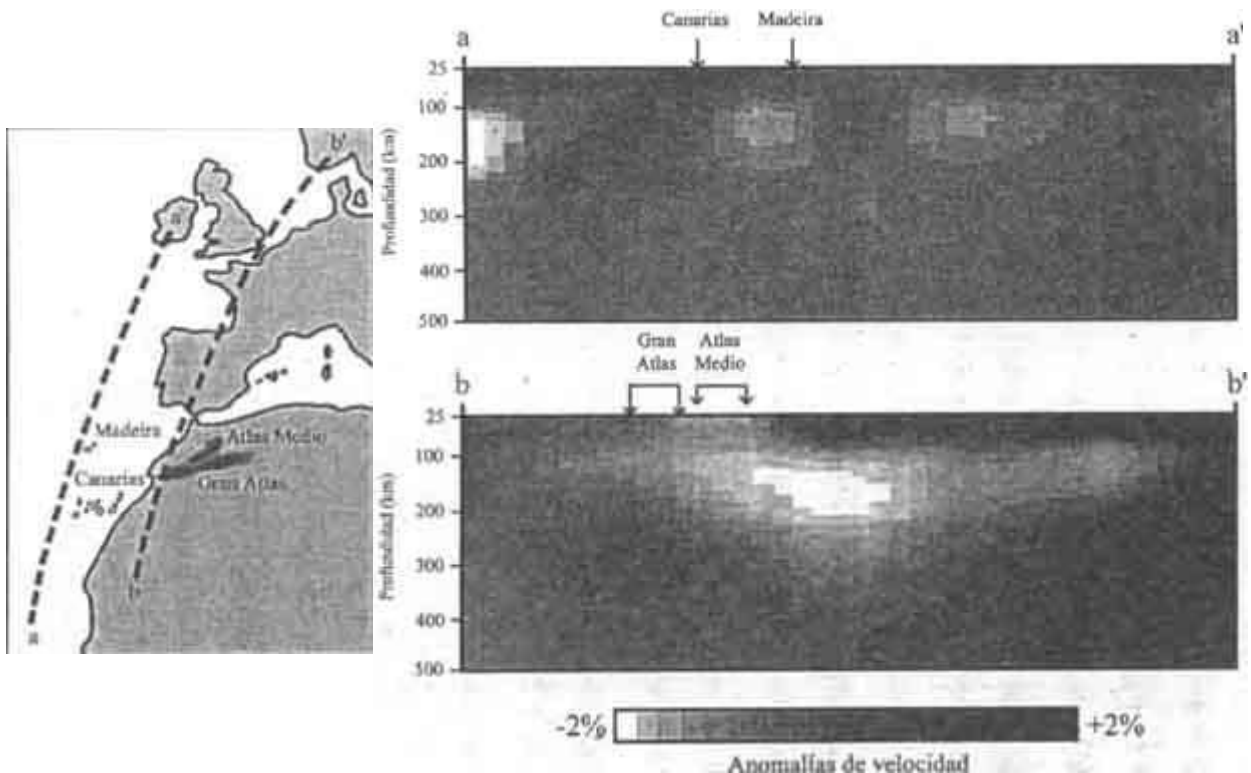 b'
a'
Madeira
Atlas Medio
Canarias
Gran Atlas
b
a
Canarias Madeira
a a'
25
100
200
300
400
500
Profundidad (km)
Gran Atlas
Atlas Medio
b b'
25
100
200
300
400
500
Profundidad (km)
-2% +2%
Anomalías de velocidad